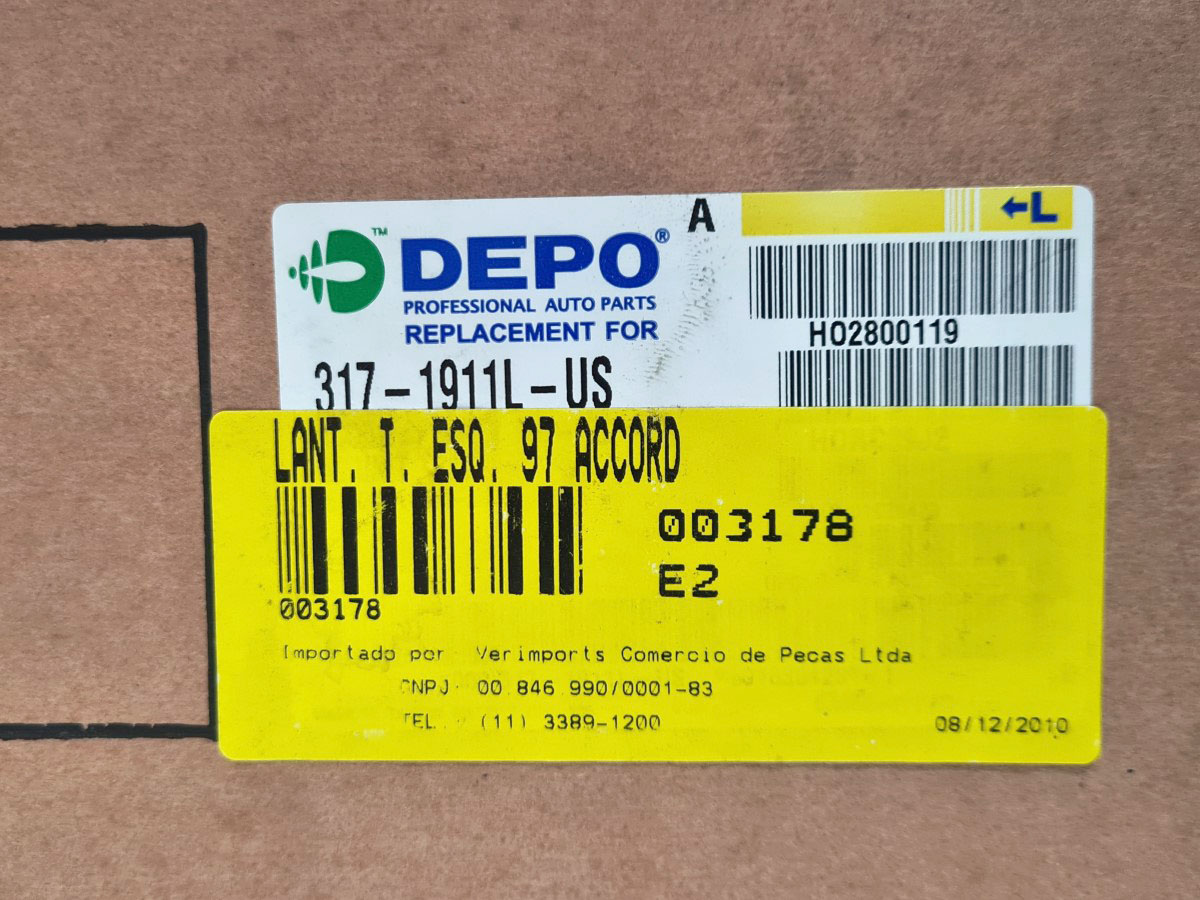 A
←L
™ DEPO®
PROFESSIONAL AUTO PARTS
REPLACEMENT FOR
HO2800119
317-1911L-US
LANT. T. ESQ. 97 ACCORD
003178
E2
003178
Importado por Verimports Comercio de Pecas Ltda
CNPJ 00.846.990/0001-83
TEL. (11) 3389-1200
08/12/2010